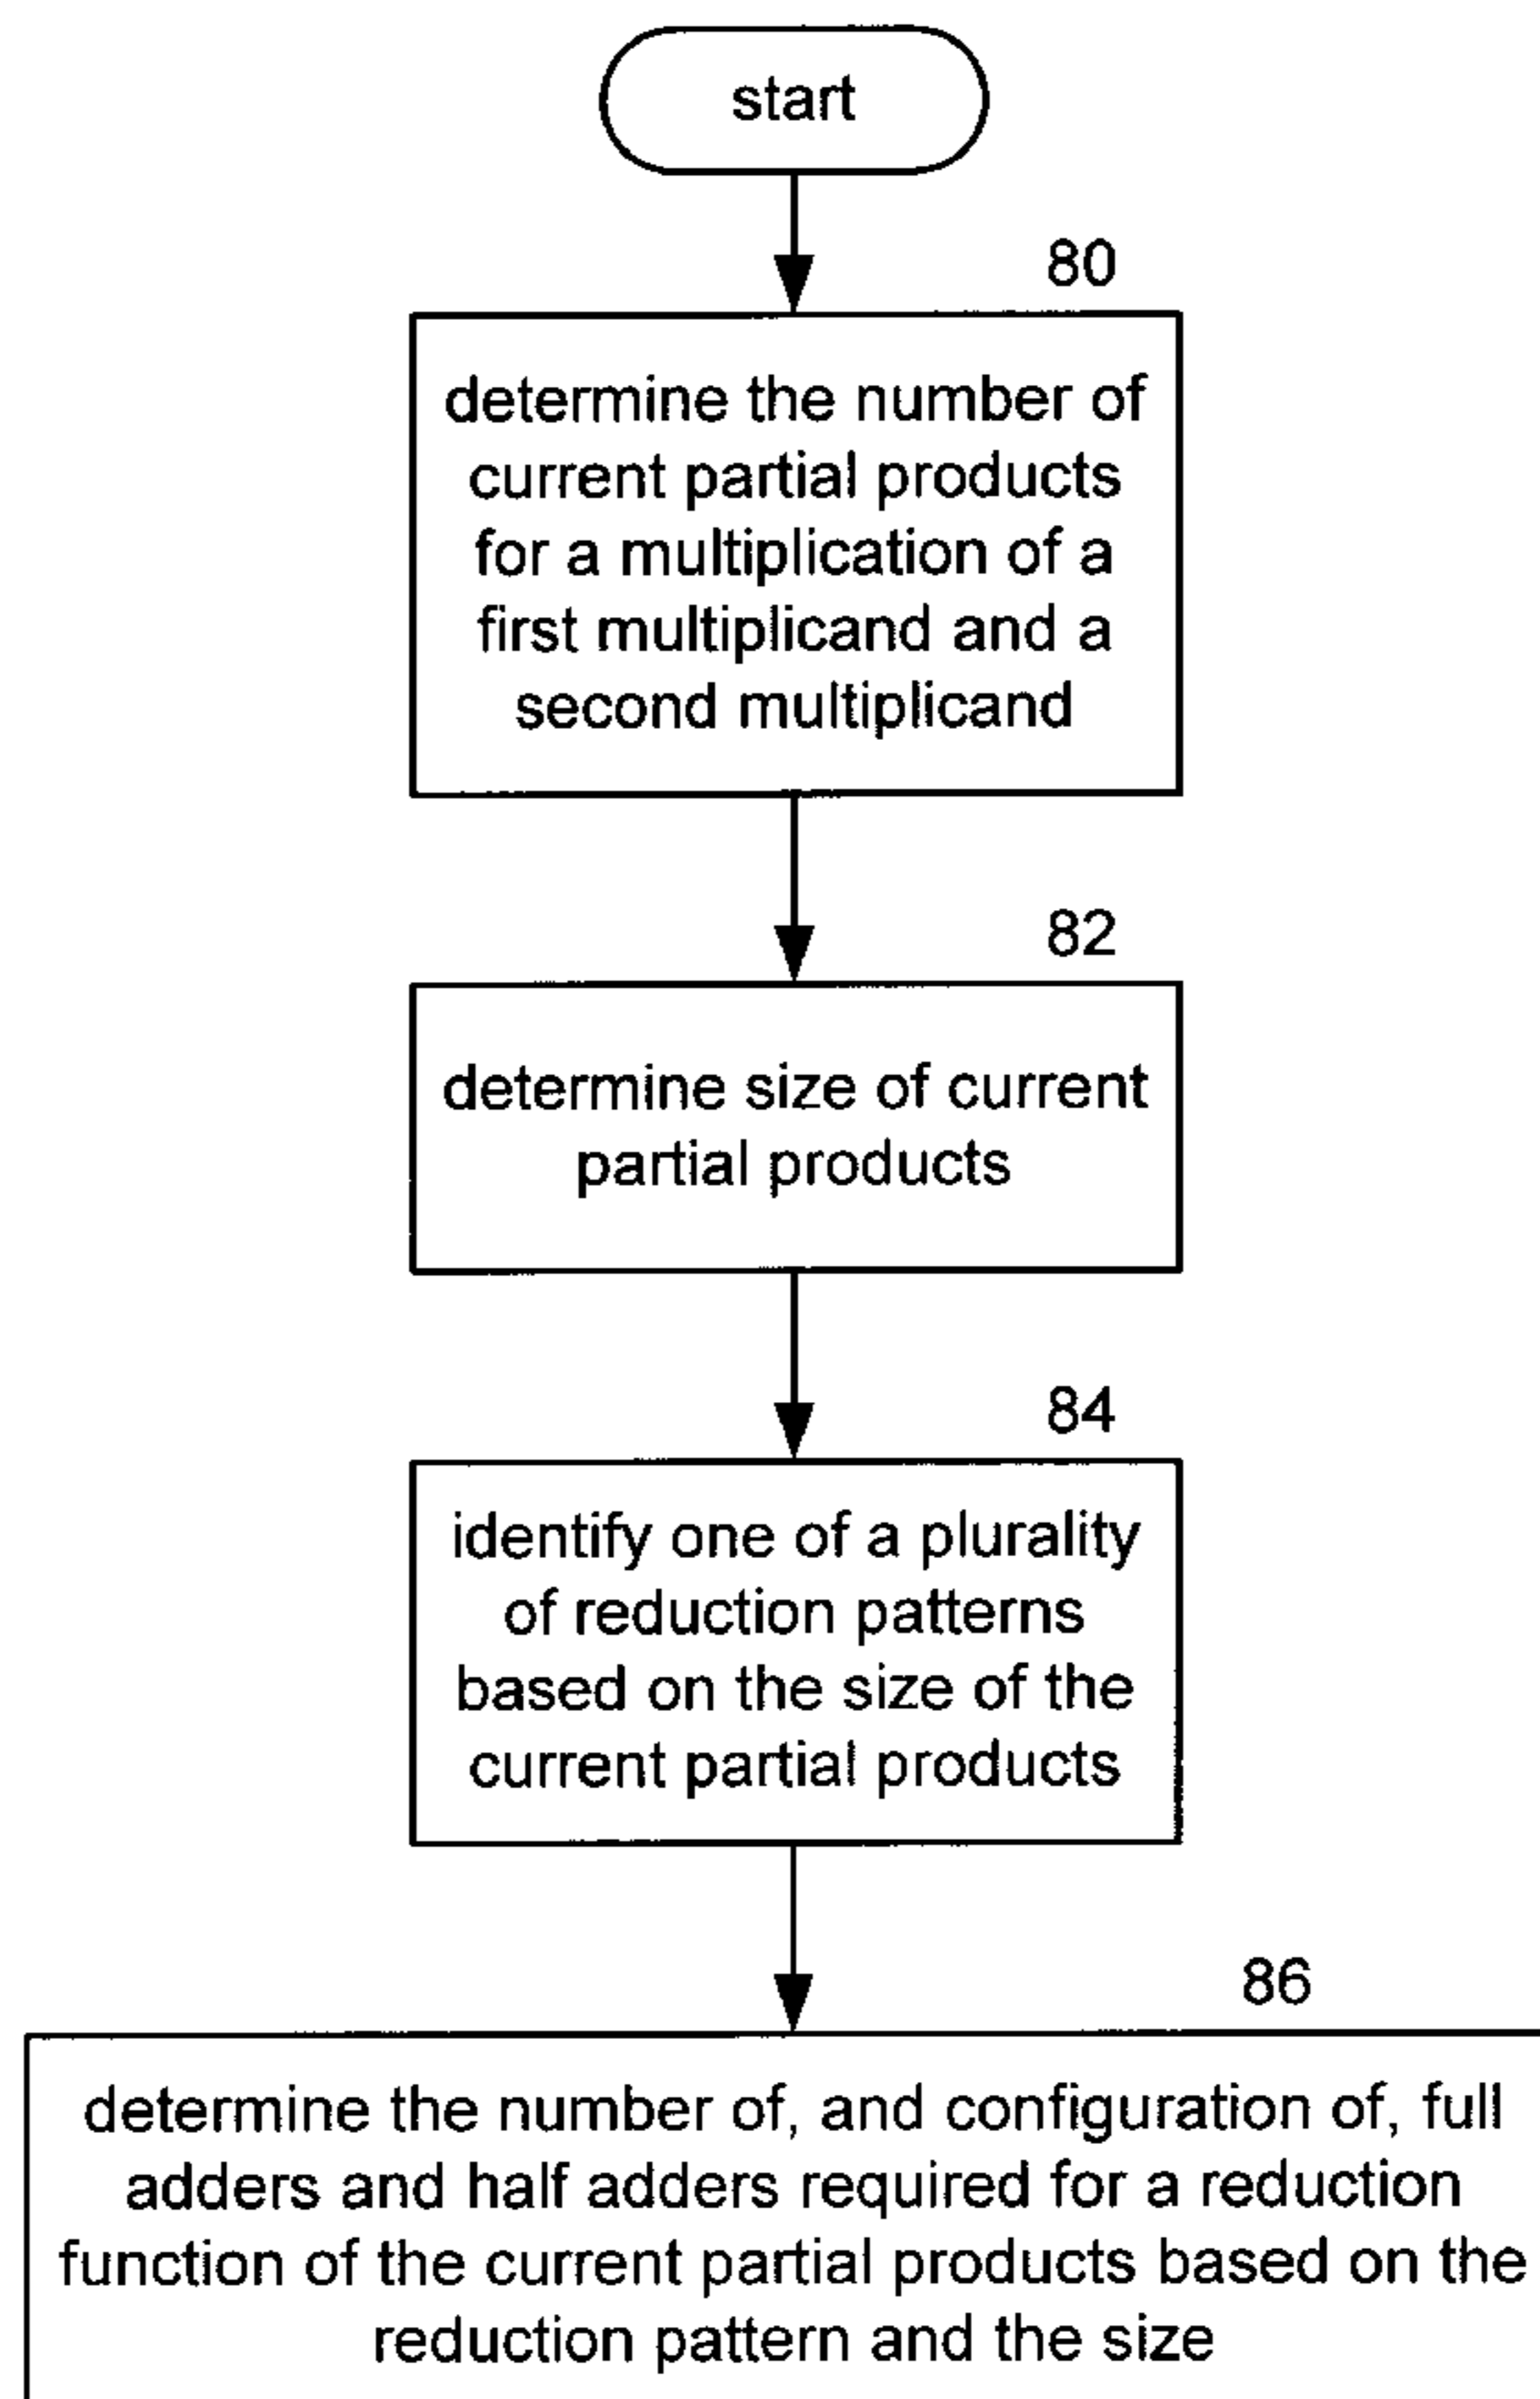 start
80
determine the number of
current partial products
for a multiplication of a
first multiplicand and a
second multiplicand
82
determine size of current
partial products
84
identify one of a plurality
of reduction patterns
based on the size of the
current partial products
86
determine the number of, and configuration of, full
adders and half adders required for a reduction
function of the current partial products based on the
reduction pattern and the size